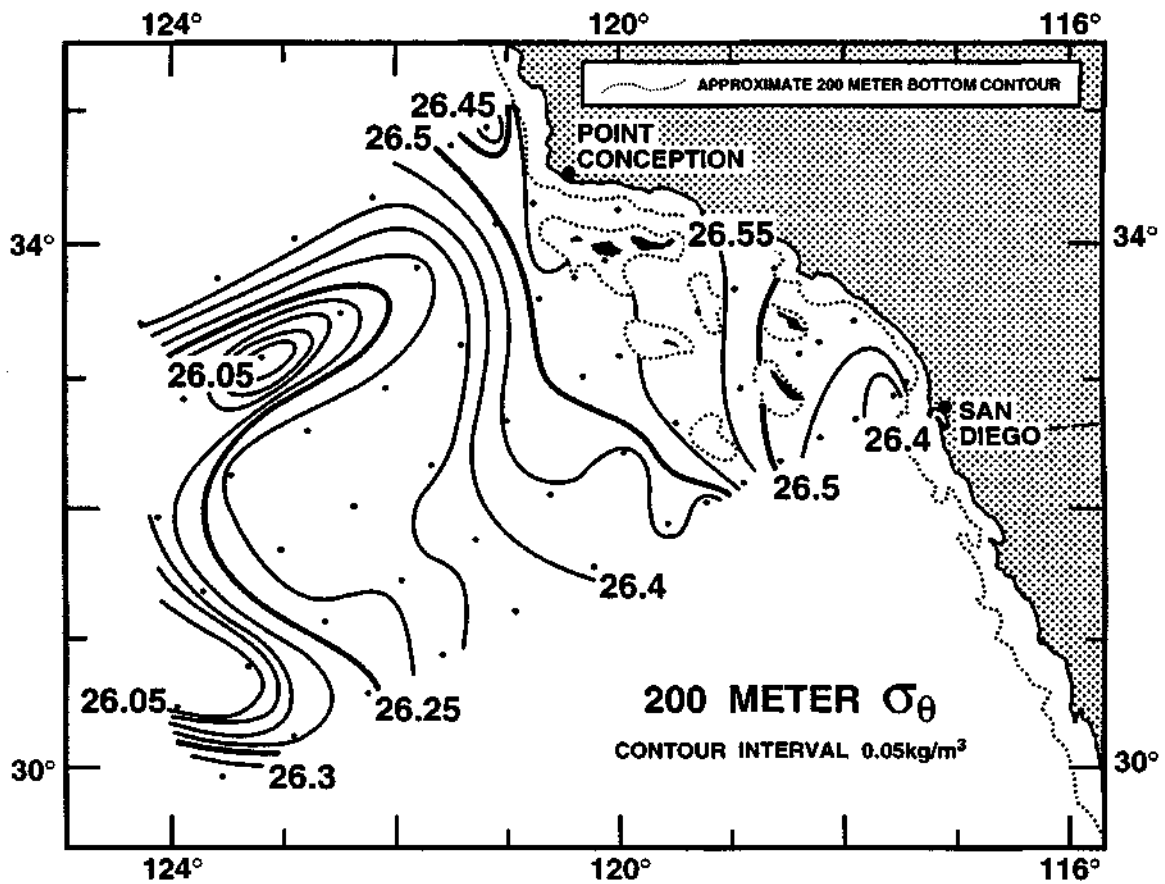 124°
120°
116°
APPROXIMATE 200 METER BOTTOM CONTOUR
26.45
26.5
POINT
CONCEPTION
34°
26.55
34°
26.05
SAN
DIEGO
26.4
26.5
26.4
26.05
26.25
200 METER σθ
CONTOUR INTERVAL 0.05kg/m³
30°
26.3
30°
124°
120°
116°